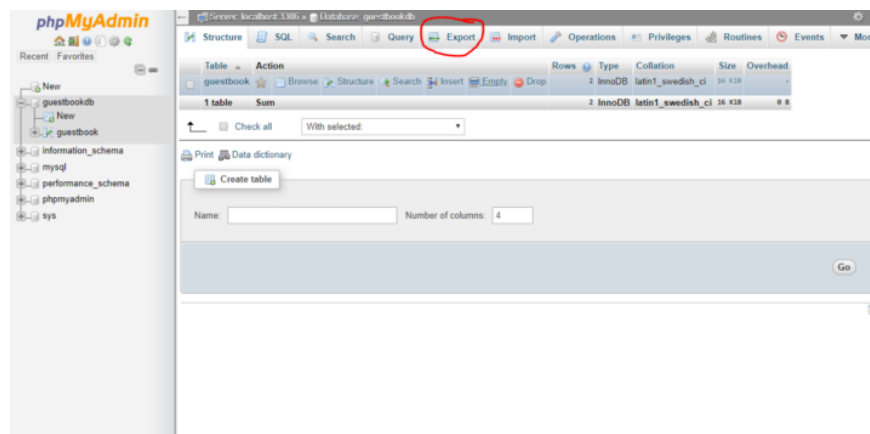 phpMyAdmin
Recent Favorites
New
guestbookdb
New
guestbook
information_schema
mysql
performance_schema
phpmyadmin
sys
Server: localhost:3306 » Database: guestbookdb
Structure SQL Search Query Export Import Operations Privileges Routines Events Mor
Table Action Rows Type Collation Size Overhead
guestbook Browse Structure Search Insert Empty Drop 2 InnoDB latin1_swedish_ci 16 KiB -
1 table Sum 2 InnoDB latin1_swedish_ci 16 KiB 0 B
Check all With selected:
Print Data dictionary
Create table
Name: Number of columns: 4
Go